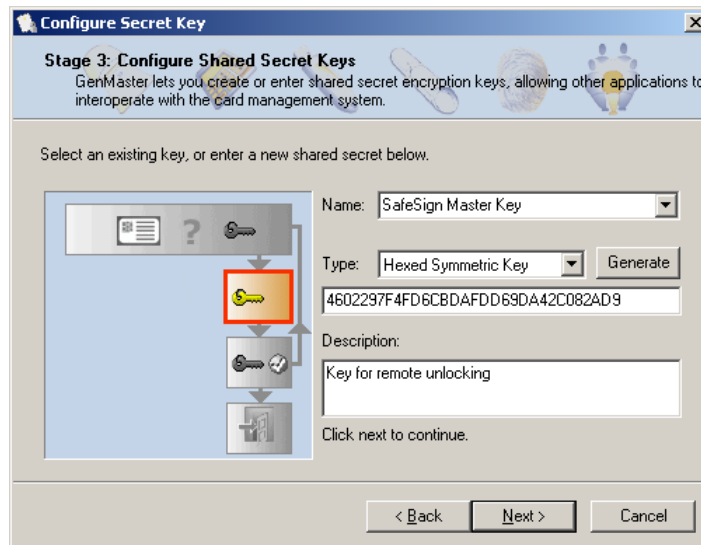 Configure Secret Key
Stage 3: Configure Shared Secret Keys
GenMaster lets you create or enter shared secret encryption keys, allowing other applications to
interoperate with the card management system.
Select an existing key, or enter a new shared secret below.
Name: SafeSign Master Key
Type: Hexed Symmetric Key Generate
4602297F4FD6CBDAFDD69DA42C082AD9
Description:
Key for remote unlocking
Click next to continue.
< Back Next > Cancel